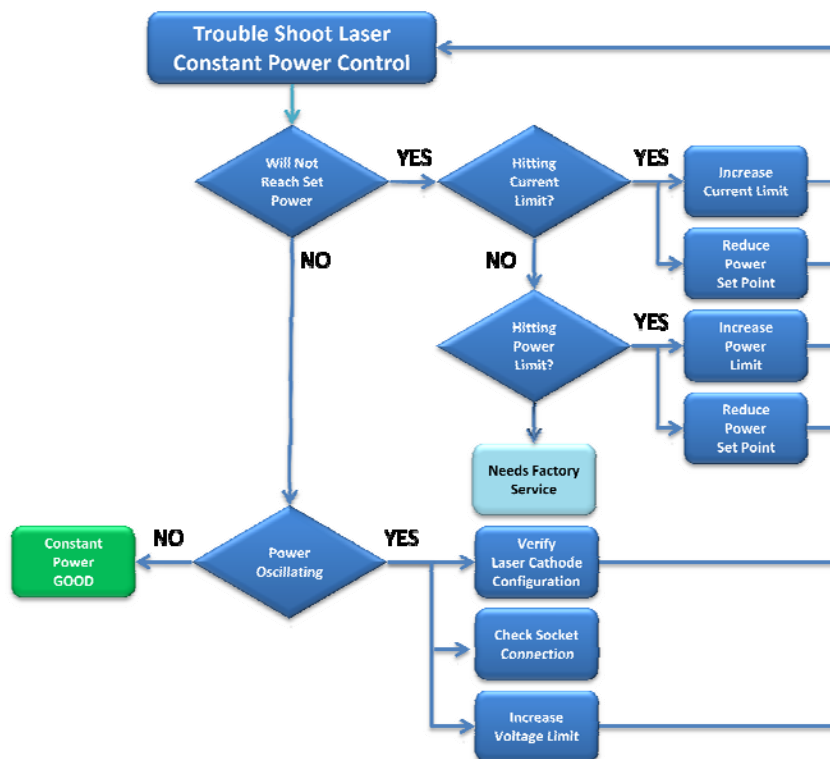 Trouble Shoot Laser
Constant Power Control
Will Not
Reach Set
Power
YES
Hitting
Current
Limit?
YES
Increase
Current Limit
Reduce
Power
Set Point
NO
NO
Hitting
Power
Limit?
YES
Increase
Power
Limit
Reduce
Power
Set Point
Needs Factory
Service
Constant
Power
GOOD
NO
Power
Oscillating
YES
Verify
Laser Cathode
Configuration
Check Socket
Connection
Increase
Voltage Limit